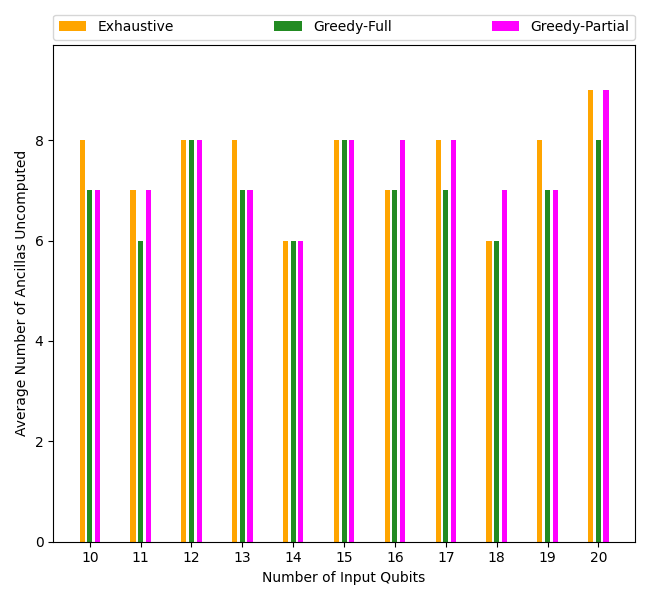 Exhaustive Greedy-Full Greedy-Partial
Average Number of Ancillas Uncomputed
8
6
4
2
0
10 11 12 13 14 15 16 17 18 19 20
Number of Input Qubits